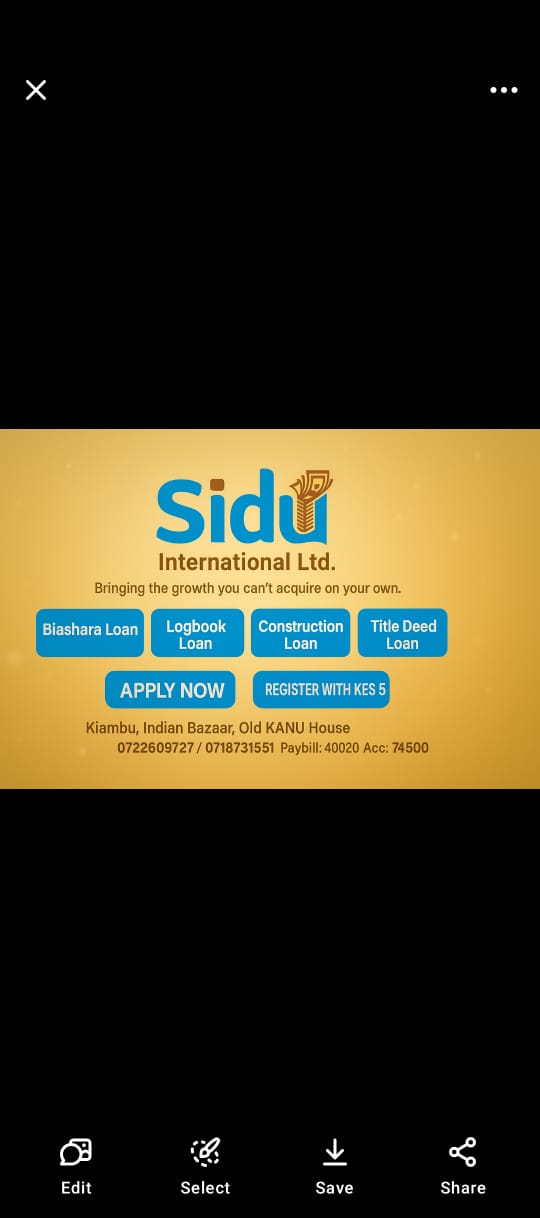 Sidu
International Ltd.
Bringing the growth you can't acquire on your own.
Biashara Loan
Logbook
Loan
Construction
Loan
Title Deed
Loan
APPLY NOW
REGISTER WITH KES 5
Kiambu, Indian Bazaar, Old KANU House
0722609727 / 0718731551 Paybill: 40020 Acc: 74500
Edit
Select
Save
Share